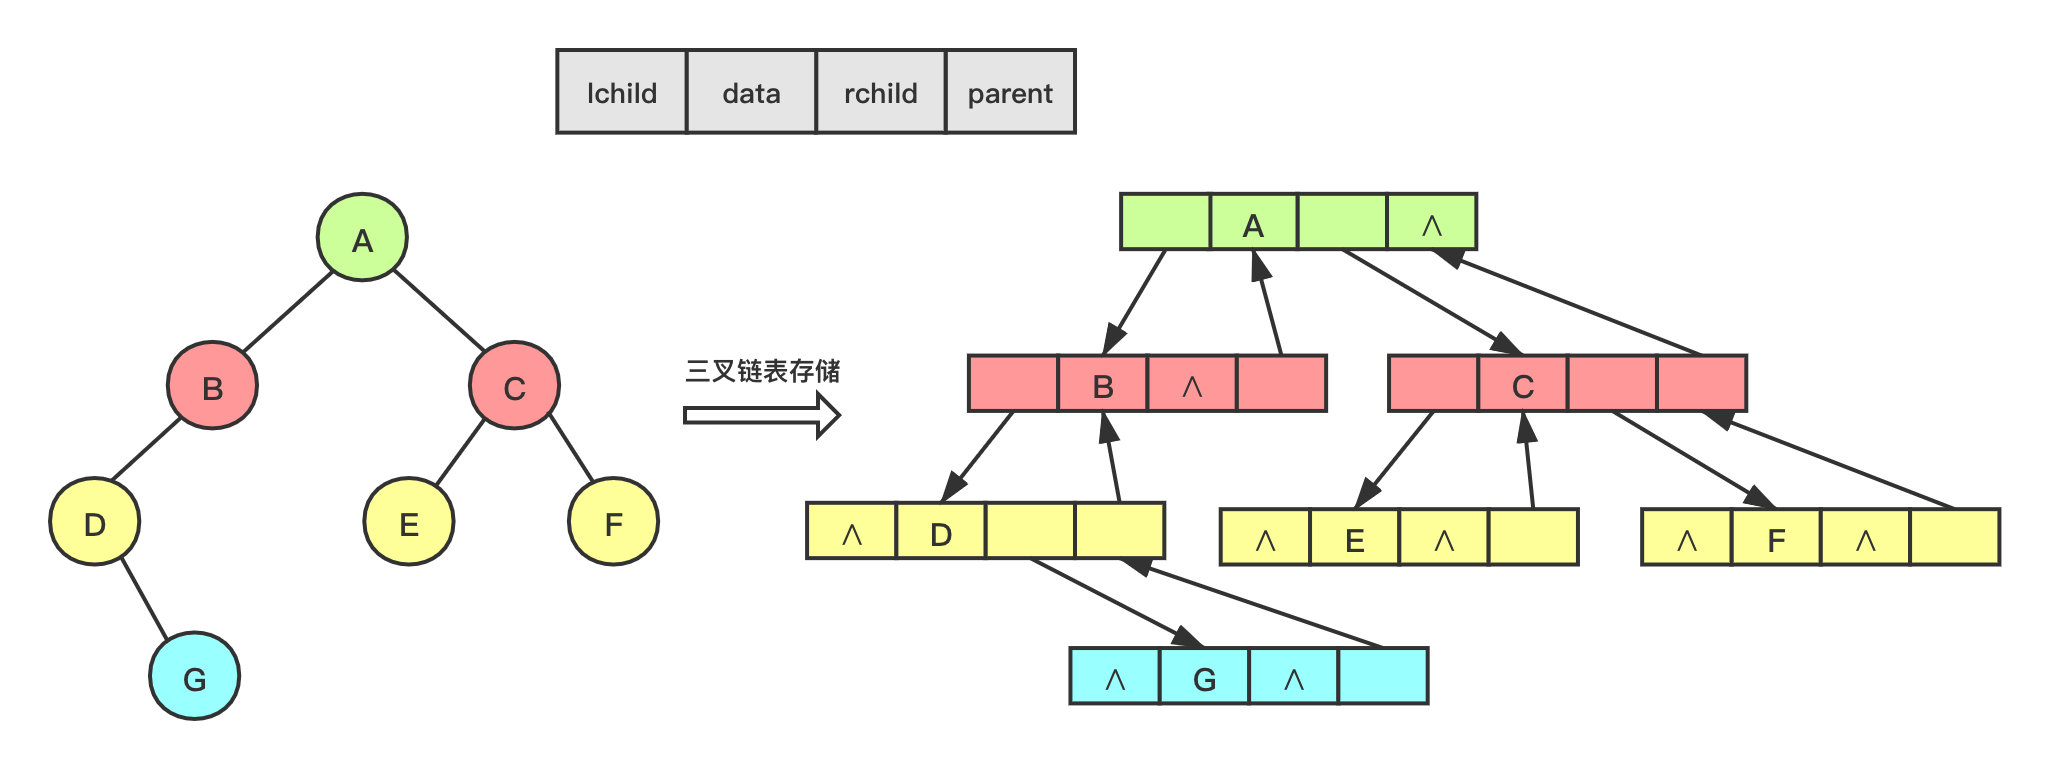 lchild data rchild parent
A
B C
D E F
G
三叉链表存储
A ∧
B ∧ C
∧ D ∧ E ∧ ∧ F ∧
∧ G ∧